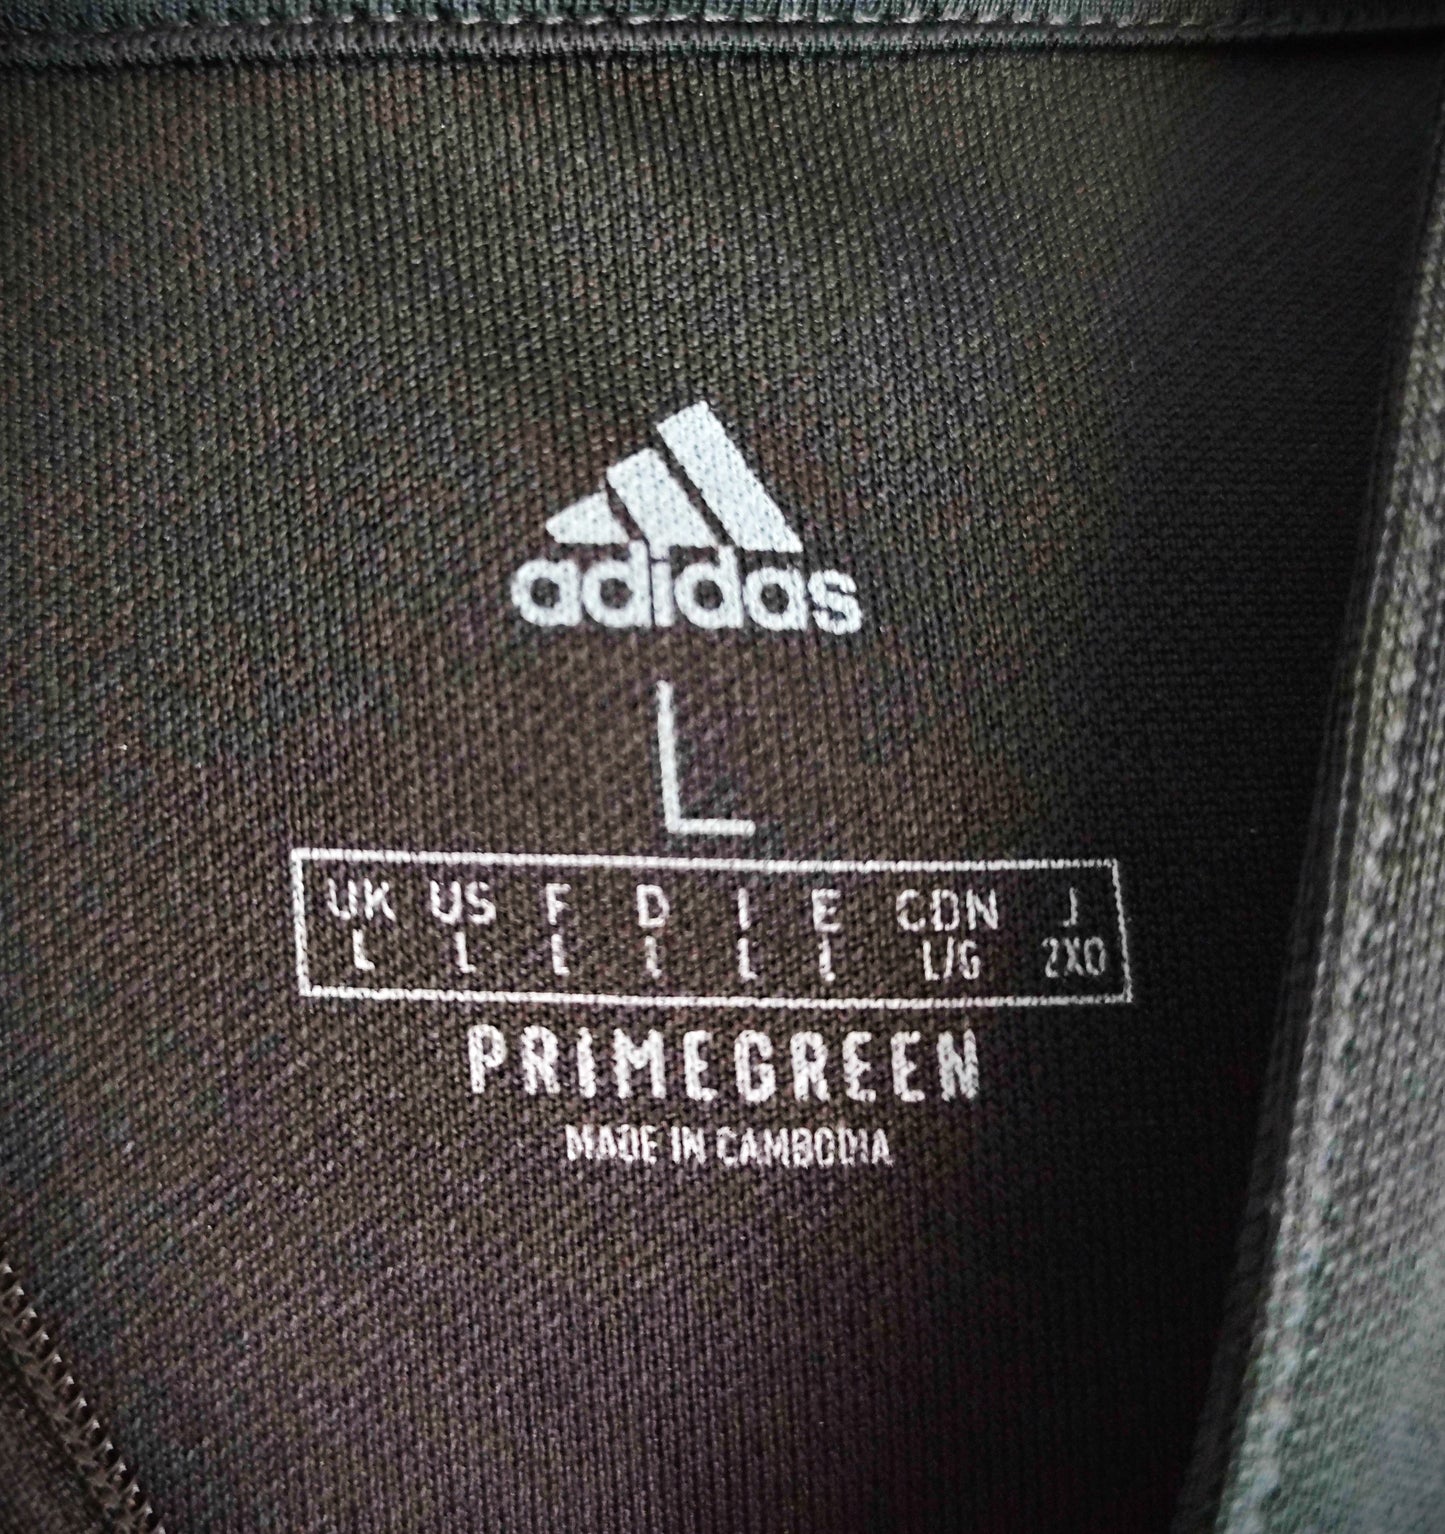 adidas
L
UK US F D I E CDN J
L L L L L L L/G 2XO
PRIMEGREEN
MADE IN CAMBODIA